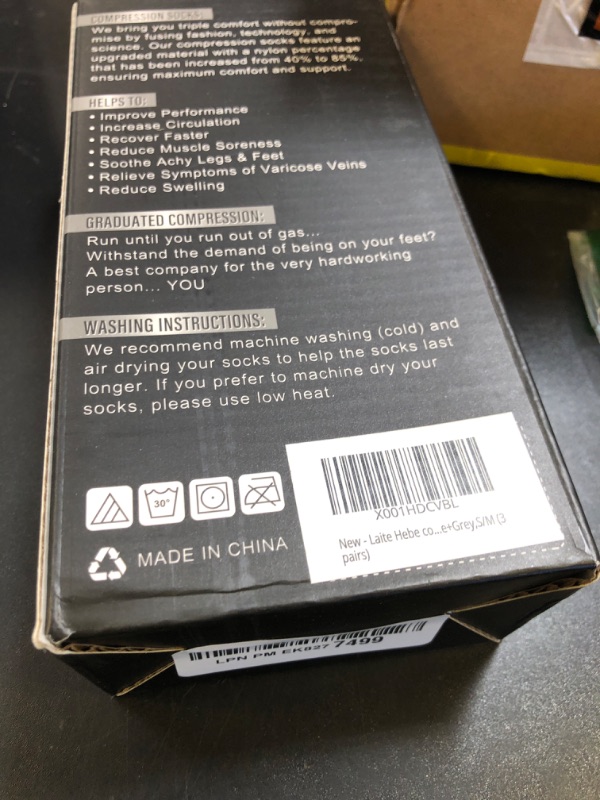 COMPRESSION SOCKS:
We bring you triple comfort without compro-
mise by fusing fashion, technology, and
science. Our compression socks feature an
upgraded material with a nylon percentage
that has been increased from 40% to 85%,
ensuring maximum comfort and support.
HELPS TO:
• Improve Performance
• Increase Circulation
• Recover Faster
• Reduce Muscle Soreness
• Soothe Achy Legs & Feet
• Relieve Symptoms of Varicose Veins
• Reduce Swelling
GRADUATED COMPRESSION:
Run until you run out of gas...
Withstand the demand of being on your feet?
A best company for the very hardworking
person... YOU
WASHING INSTRUCTIONS:
We recommend machine washing (cold) and
air drying your socks to help the socks last
longer. If you prefer to machine dry your
socks, please use low heat.
30°
MADE IN CHINA
X001HDCVBL
New - Laite Hebe co...e+Grey,S/M (3
pairs)
LPN PM EK027 7499